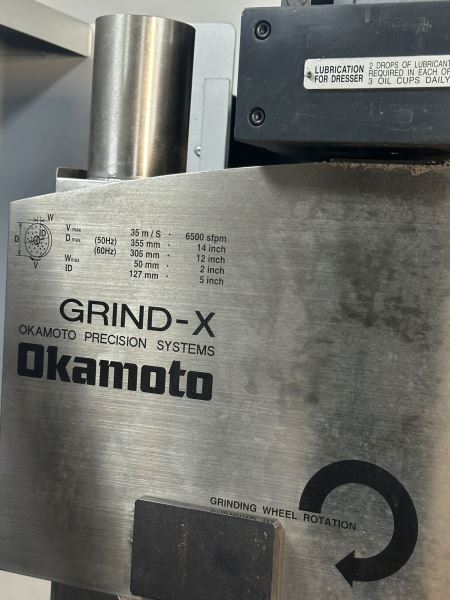 LUBRICATION
FOR DRESSER
2 DROPS OF LUBRICANT
REQUIRED IN EACH OF
3 OIL CUPS DAILY
W
D
ID
V
V max 35 m/S · 6500 sfpm
D max (50Hz) 355 mm · 14 inch
(60Hz) 305 mm · 12 inch
W max 50 mm · 2 inch
ID 127 mm · 5 inch
GRIND-X
OKAMOTO PRECISION SYSTEMS
Okamoto
GRINDING WHEEL ROTATION